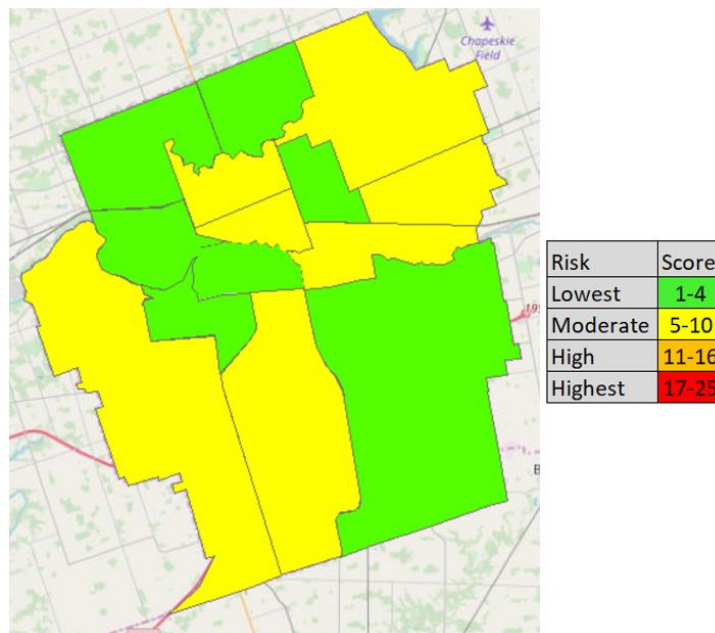 Chapeskie
Field
Risk Score
Lowest 1-4
Moderate 5-10
High 11-16
Highest 17-25